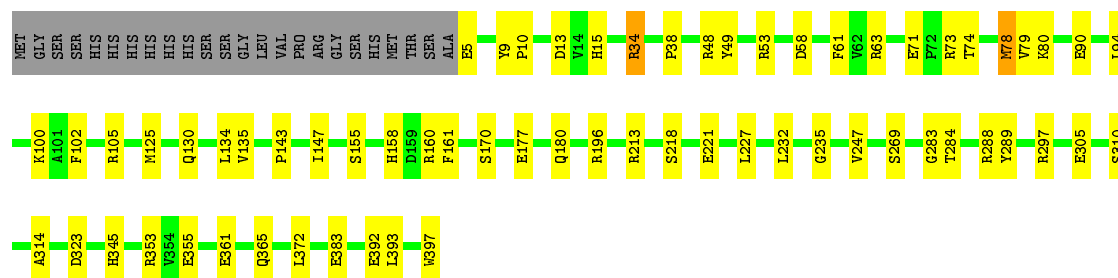 MET GLY SER SER HIS HIS HIS HIS HIS HIS SER SER GLY LEU VAL PRO ARG GLY SER HIS MET THR SER ALA E5 Y9 P10 D13 V14 H15 R34 P38 R48 Y49 R53 D58 F61 V62 R63 E71 P72 R73 T74 M78 V79 K80 E90
K100 A101 F102 R105 M125 Q130 L134 V135 P143 I147 S155 H158 D159 R160 F161 S170 E177 Q180 R196 R213 S218 E221 L227 L232 G235 V247 S269 G283 T284 R288 Y289 R297 E305
A314 D323 H345 R353 V354 E355 E361 Q365 L372 E383 E392 L393 W397